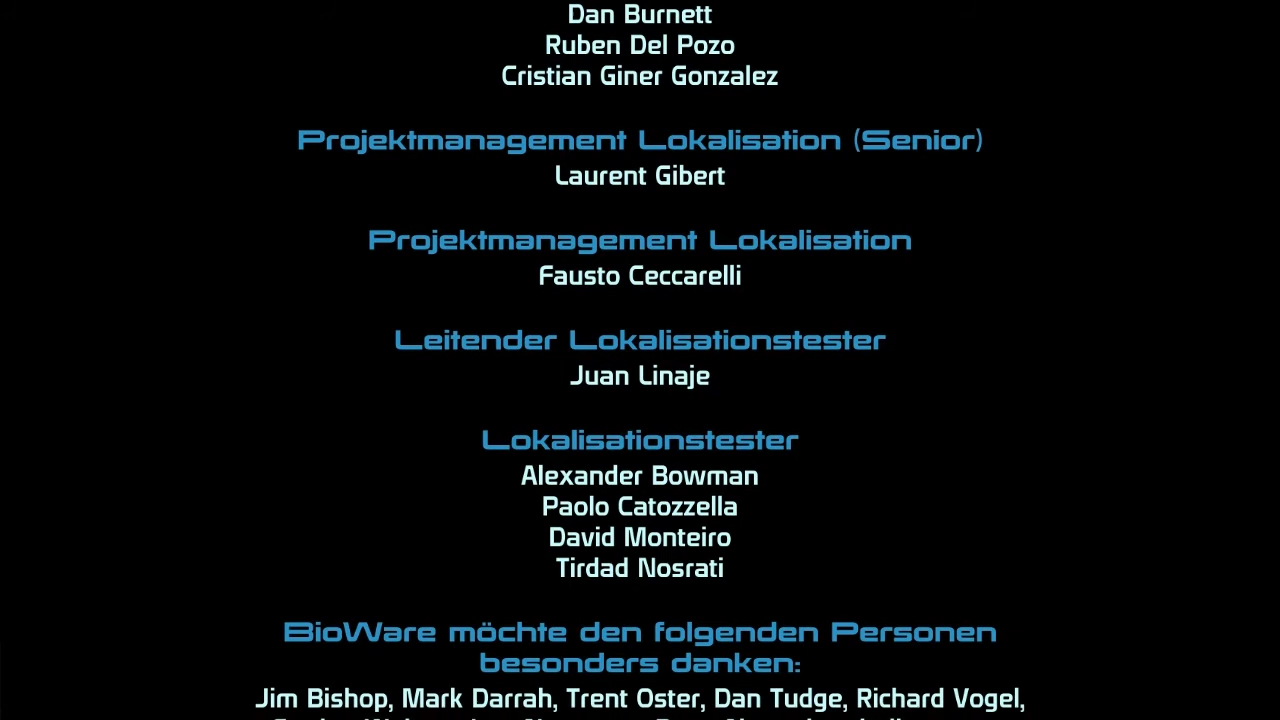 Dan Burnett
Ruben Del Pozo
Cristian Giner Gonzalez
Projektmanagement Lokalisation (Senior)
Laurent Gibert
Projektmanagement Lokalisation
Fausto Ceccarelli
Leitender Lokalisationstester
Juan Linaje
Lokalisationstester
Alexander Bowman
Paolo Catozzella
David Monteiro
Tirdad Nosrati
BioWare möchte den folgenden Personen
besonders danken:
Jim Bishop, Mark Darrah, Trent Oster, Dan Tudge, Richard Vogel,